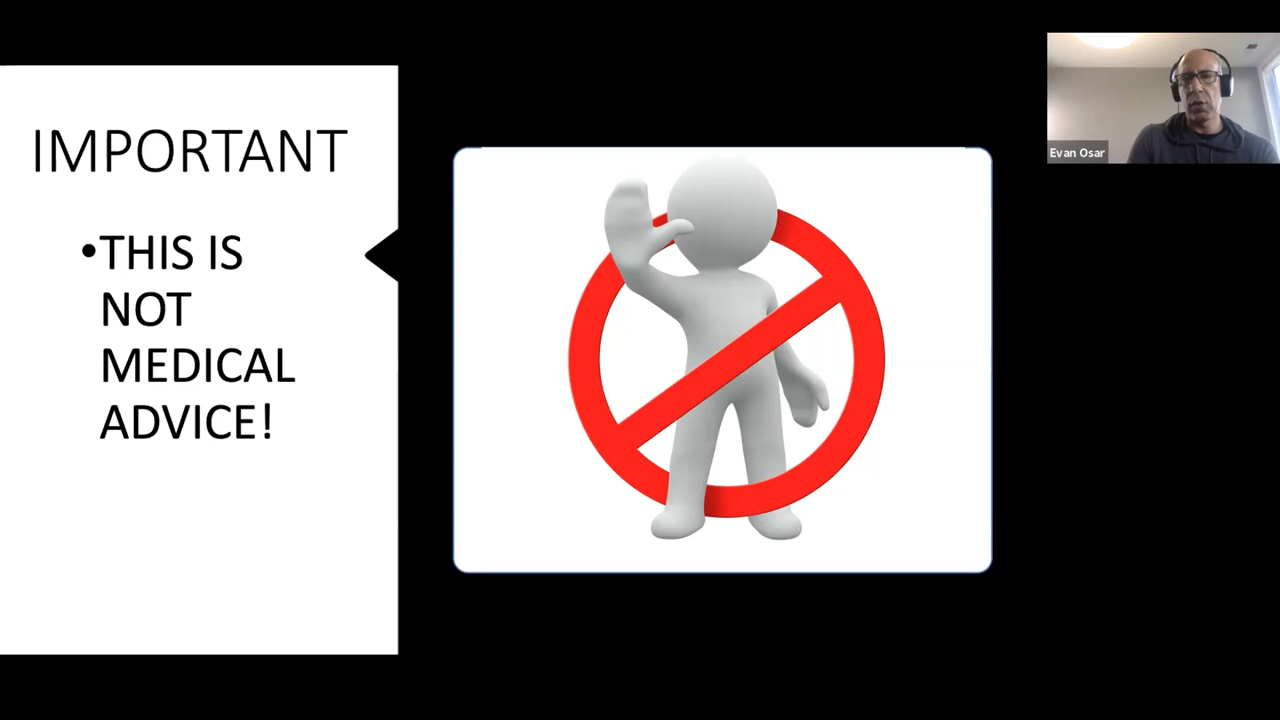 IMPORTANT
•THIS IS
NOT
MEDICAL
ADVICE!
Evan Osar